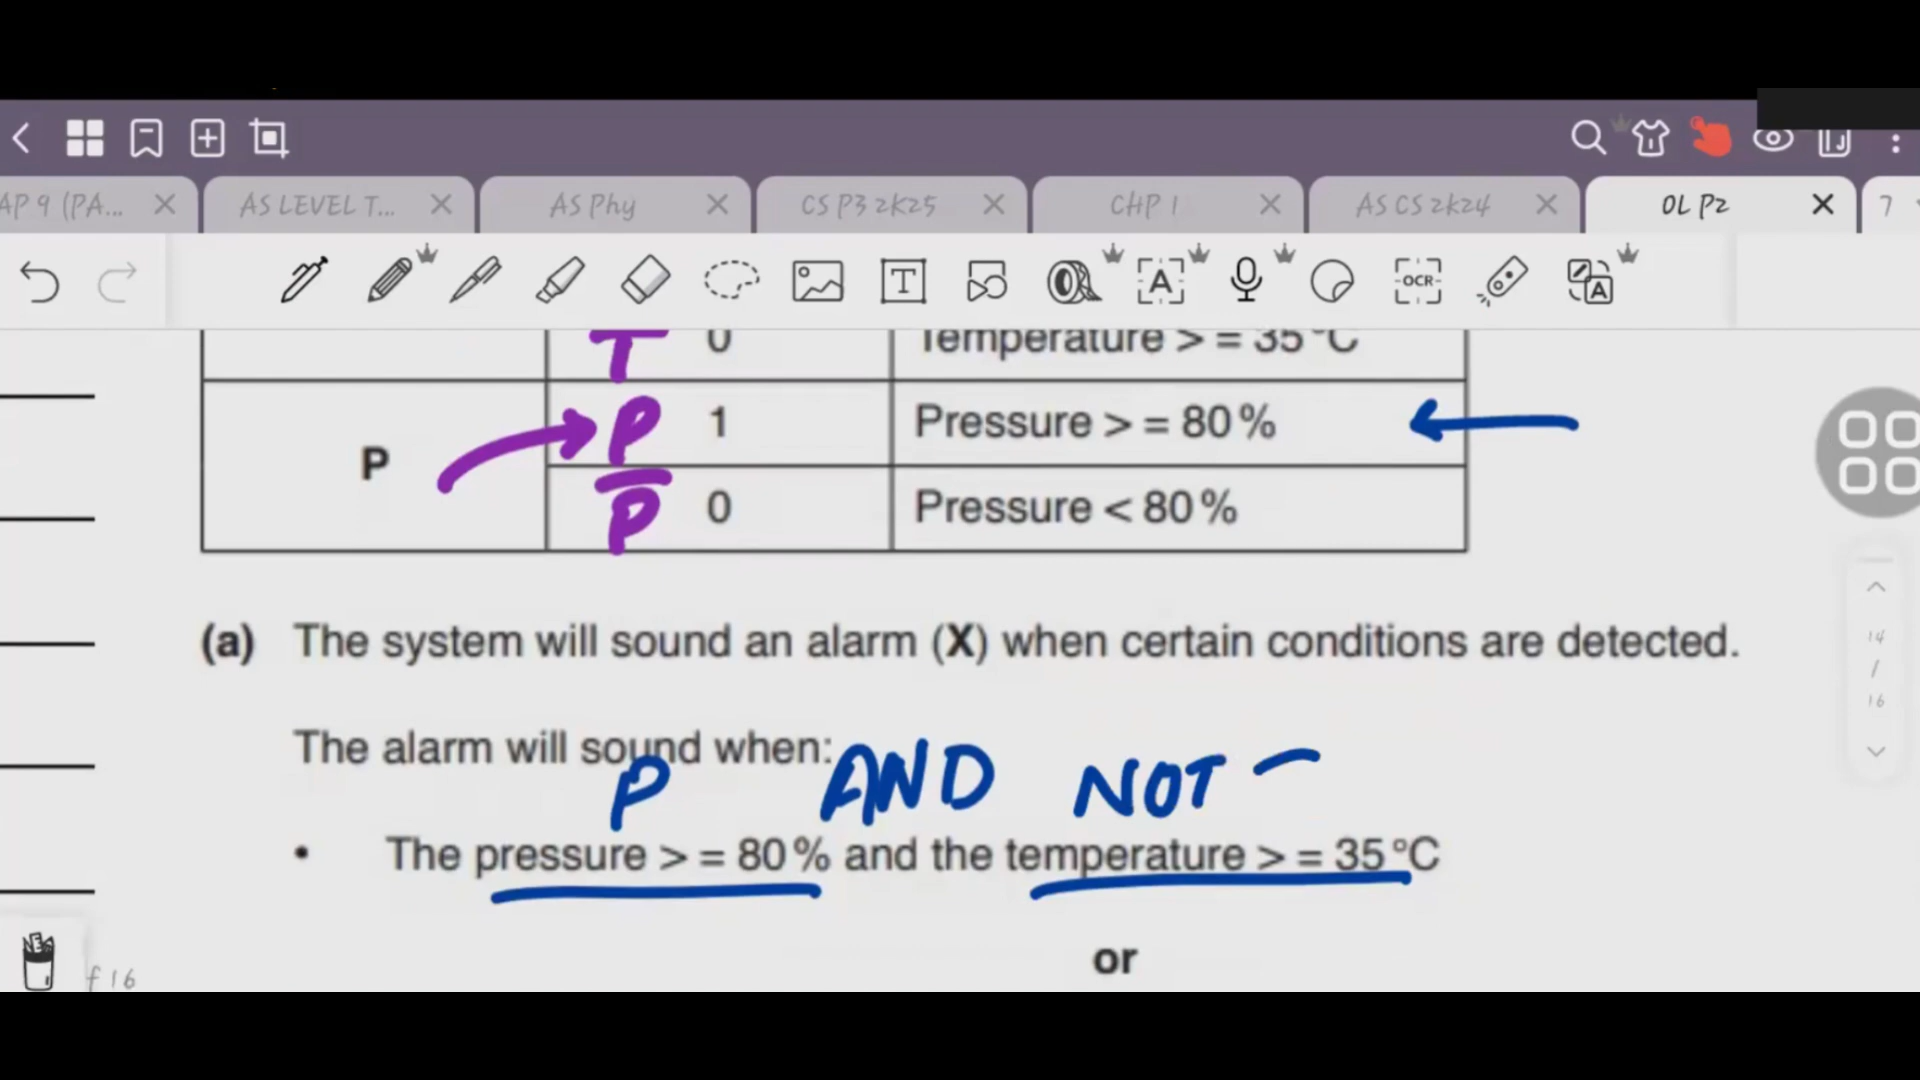 AP 9 (PA... AS LEVEL T... AS Phy CS P3 2K25 CHP 1 AS CS 2K24 OL P2 7
T OCR A
T 0 Temperature > = 35 °C
P 1 Pressure > = 80 %
P
P 0 Pressure < 80 %
14
/
16
(a) The system will sound an alarm (X) when certain conditions are detected.
The alarm will sound when:
P AND NOT
• The pressure > = 80 % and the temperature > = 35 °C
or
f 16